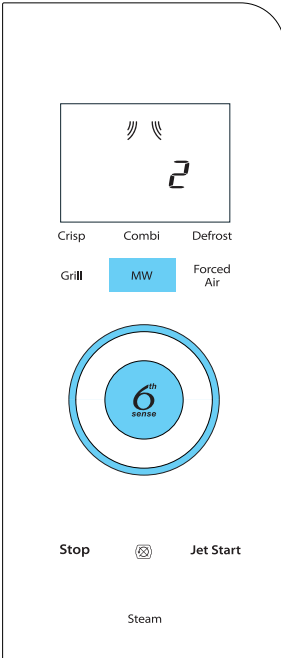 2
Crisp Combi Defrost
Grill MW Forced
Air
6th
sense
Stop Jet Start
Steam